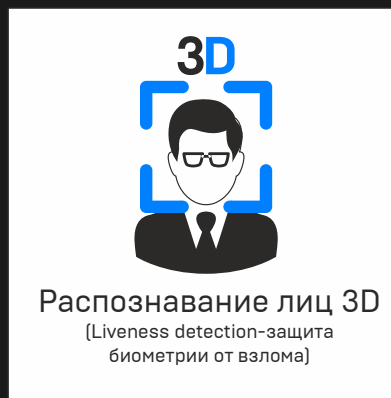 3D
Распознавание лиц 3D
(Liveness detection-защита
биометрии от взлома)